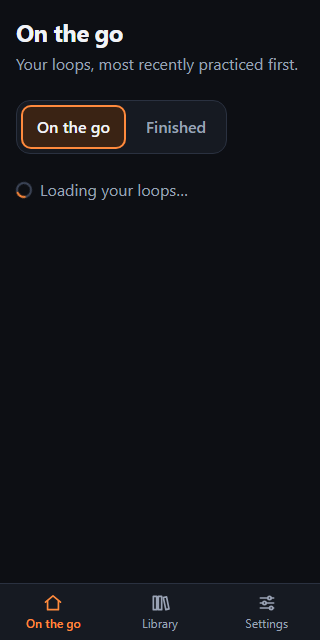 On the go
Your loops, most recently practiced first.
On the go
Finished
Loading your loops...
On the go
Library
Settings